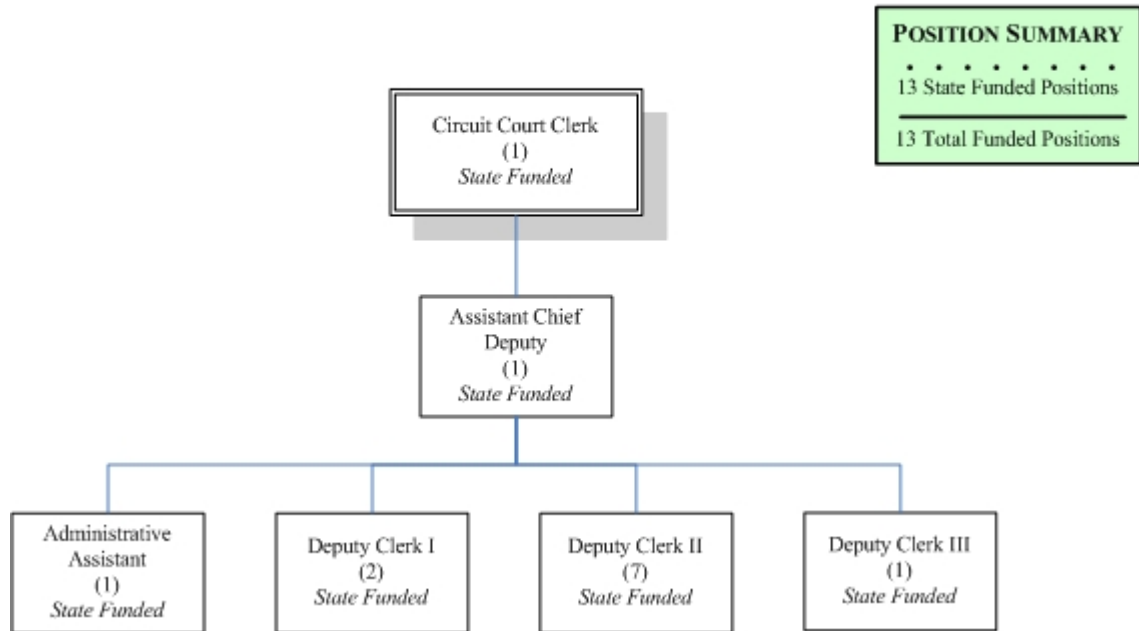 POSITION SUMMARY
13 State Funded Positions
13 Total Funded Positions
Circuit Court Clerk
(1)
State Funded
Assistant Chief
Deputy
(1)
State Funded
Administrative
Assistant
(1)
State Funded
Deputy Clerk I
(2)
State Funded
Deputy Clerk II
(7)
State Funded
Deputy Clerk III
(1)
State Funded